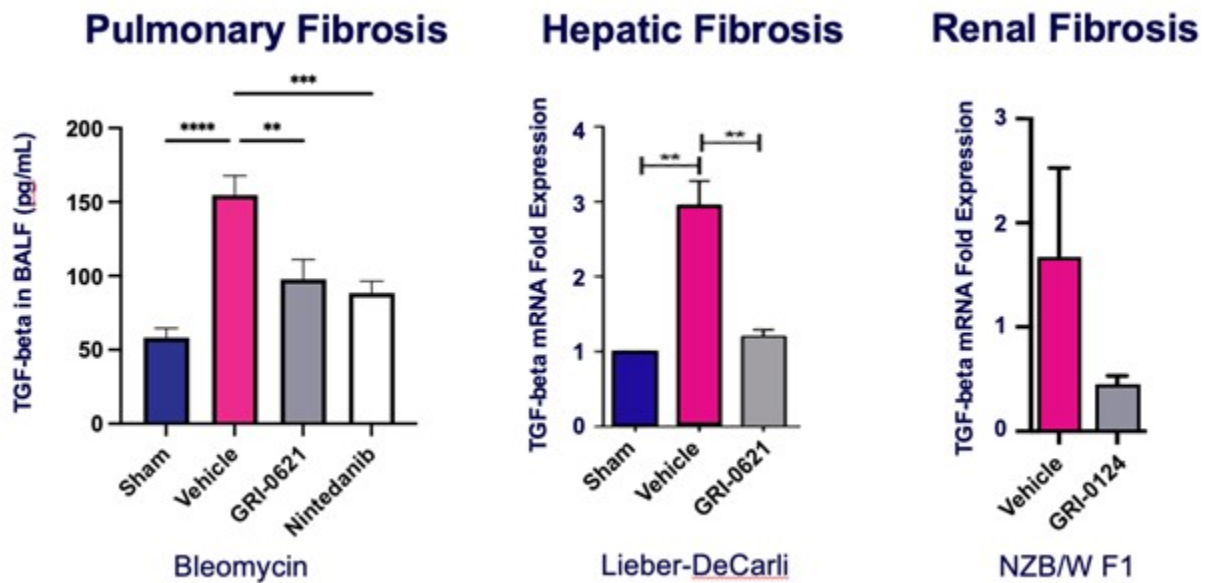 Pulmonary Fibrosis
TGF-beta in BALF (pg/mL)
200
150
100
50
0
****
**
***
Sham
Vehicle
GRI-0621
Nintedanib
Bleomycin
Hepatic Fibrosis
TGF-beta mRNA Fold Expression
4
3
2
1
0
**
**
Sham
Vehicle
GRI-0621
Lieber-DeCarli
Renal Fibrosis
TGF-beta mRNA Fold Expression
3
2
1
0
Vehicle
GRI-0124
NZB/W F1